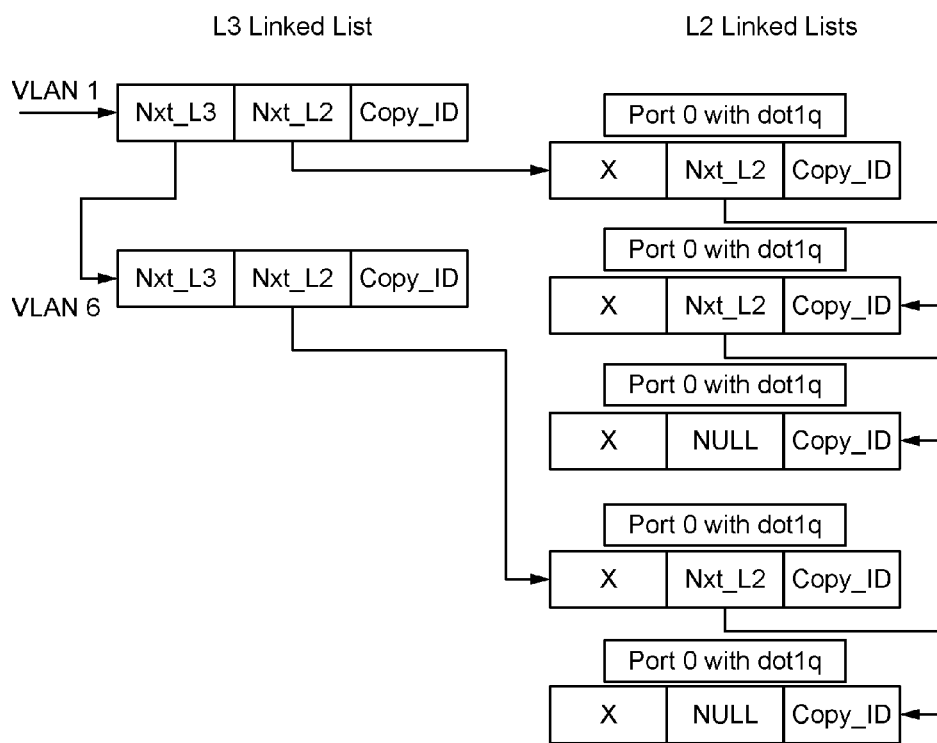 L3 Linked List
L2 Linked Lists
VLAN 1
Nxt_L3 Nxt_L2 Copy_ID
Port 0 with dot1q
X Nxt_L2 Copy_ID
Port 0 with dot1q
Nxt_L3 Nxt_L2 Copy_ID
VLAN 6
X Nxt_L2 Copy_ID
Port 0 with dot1q
X NULL Copy_ID
Port 0 with dot1q
X Nxt_L2 Copy_ID
Port 0 with dot1q
X NULL Copy_ID